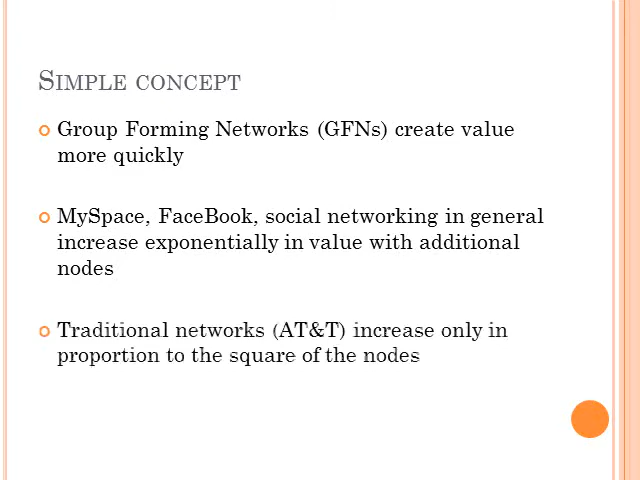 Simple concept
Group Forming Networks (GFNs) create value
more quickly
MySpace, FaceBook, social networking in general
increase exponentially in value with additional
nodes
Traditional networks (AT&T) increase only in
proportion to the square of the nodes